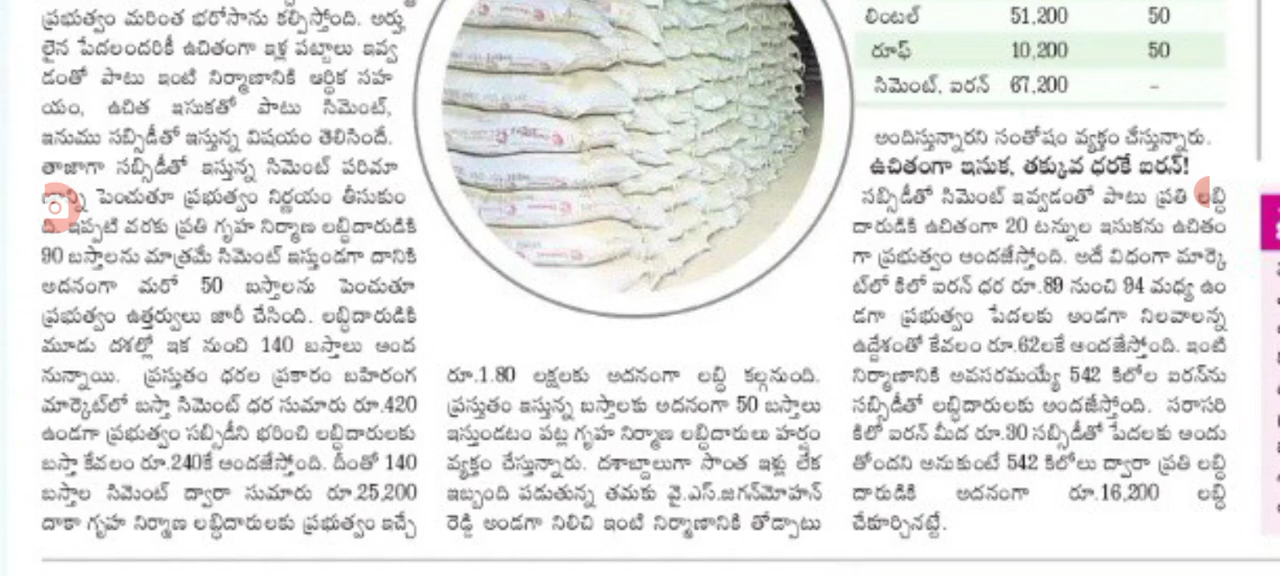 ప్రభుత్వం మరింత భరోసాను కల్పిస్తోంది. అర్హు
లైన పేదలందరికీ ఉచితంగా ఇళ్ల పట్టాలు ఇవ్వ
డంతో పాటు ఇంటి నిర్మాణానికి ఆర్థిక సహ
యం, ఉచిత ఇసుకతో పాటు సిమెంట్,
ఇనుము సబ్సిడీతో ఇస్తున్న విషయం తెలిసిందే.
తాజాగా సబ్సిడీతో ఇస్తున్న సిమెంట్ పరిమా
పెంచుతూ ప్రభుత్వం నిర్ణయం తీసుకుం
ది. ఇప్పటి వరకు ప్రతి గృహ నిర్మాణ లబ్ధిదారుడికి
90 బస్తాలను మాత్రమే సిమెంట్ ఇస్తుండగా దానికి
అదనంగా మరో 50 బస్తాలను పెంచుతూ
ప్రభుత్వం ఉత్తర్వులు జారీ చేసింది. లబ్ధిదారుడికి
మూడు దశల్లో ఇక నుంచి 140 బస్తాలు అంద
నున్నాయి. ప్రస్తుతం ధరల ప్రకారం బహిరంగ
మార్కెట్‌లో బస్తా సిమెంట్ ధర సుమారు రూ.420
ఉండగా ప్రభుత్వం సబ్సిడీని భరించి లబ్ధిదారులకు
బస్తా కేవలం రూ.240కే అందజేస్తోంది. దీంతో 140
బస్తాల సిమెంట్ ద్వారా సుమారు రూ.25,200
దాకా గృహ నిర్మాణ లబ్ధిదారులకు ప్రభుత్వం ఇచ్చే
రూ.1.80 లక్షలకు అదనంగా లబ్ధి కల్గనుంది.
ప్రస్తుతం ఇస్తున్న బస్తాలకు అదనంగా 50 బస్తాలు
ఇస్తుండటం పట్ల గృహ నిర్మాణ లబ్ధిదారులు హర్షం
వ్యక్తం చేస్తున్నారు. దశాబ్దాలుగా సొంత ఇళ్లు లేక
ఇబ్బంది పడుతున్న తమకు వై.ఎస్.జగన్‌మోహన్
రెడ్డి అండగా నిలిచి ఇంటి నిర్మాణానికి తోడ్పాటు
లింటల్ 51,200 50
రూఫ్ 10,200 50
సిమెంట్, ఐరన్ 67,200 –
అందిస్తున్నారని సంతోషం వ్యక్తం చేస్తున్నారు.
ఉచితంగా ఇసుక, తక్కువ ధరకే ఐరన్!
సబ్సిడీతో సిమెంట్ ఇవ్వడంతో పాటు ప్రతి లబ్ధి
దారుడికి ఉచితంగా 20 టన్నుల ఇసుకను ఉచితం
గా ప్రభుత్వం అందజేస్తోంది. అదే విధంగా మార్కె
ట్‌లో కిలో ఐరన్ ధర రూ.89 నుంచి 94 మధ్య ఉం
డగా ప్రభుత్వం పేదలకు అండగా నిలవాలన్న
ఉద్దేశంతో కేవలం రూ.62లకే అందజేస్తోంది. ఇంటి
నిర్మాణానికి అవసరమయ్యే 542 కిలోల ఐరన్‌ను
సబ్సిడీతో లబ్ధిదారులకు అందజేస్తోంది. సరాసరి
కిలో ఐరన్ మీద రూ.30 సబ్సిడీతో పేదలకు అందు
తోందని అనుకుంటే 542 కిలోలు ద్వారా ప్రతి లబ్ధి
దారుడికి అదనంగా రూ.16,200 లబ్ధి
చేకూర్చినట్టే.